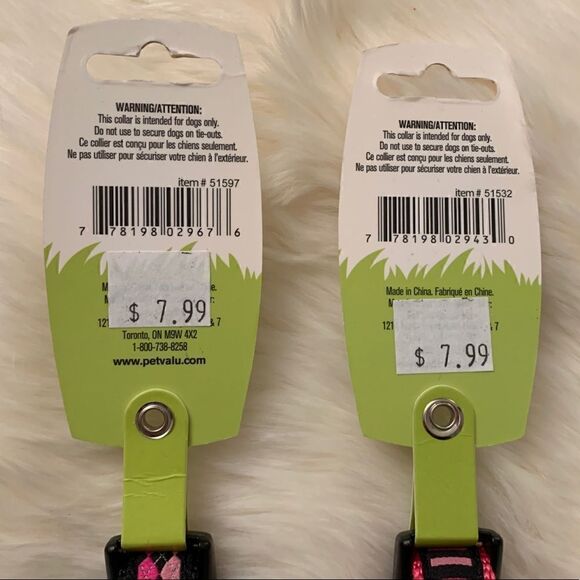 WARNING/ATTENTION:
This collar is intended for dogs only.
Do not use to secure dogs on tie-outs.
Ce collier est conçu pour les chiens seulement.
Ne pas utiliser pour sécuriser votre chien à l'extérieur.
item # 51597
7 78198 02967 6
$ 7.99
Toronto, ON M9W 4X2
1-800-738-8258
www.petvalu.com
WARNING/ATTENTION:
This collar is intended for dogs only.
Do not use to secure dogs on tie-outs.
Ce collier est conçu pour les chiens seulement.
Ne pas utiliser pour sécuriser votre chien à l'extérieur.
item # 51532
7 78198 02943 0
Made in China. Fabriqué en Chine.
$ 7.99